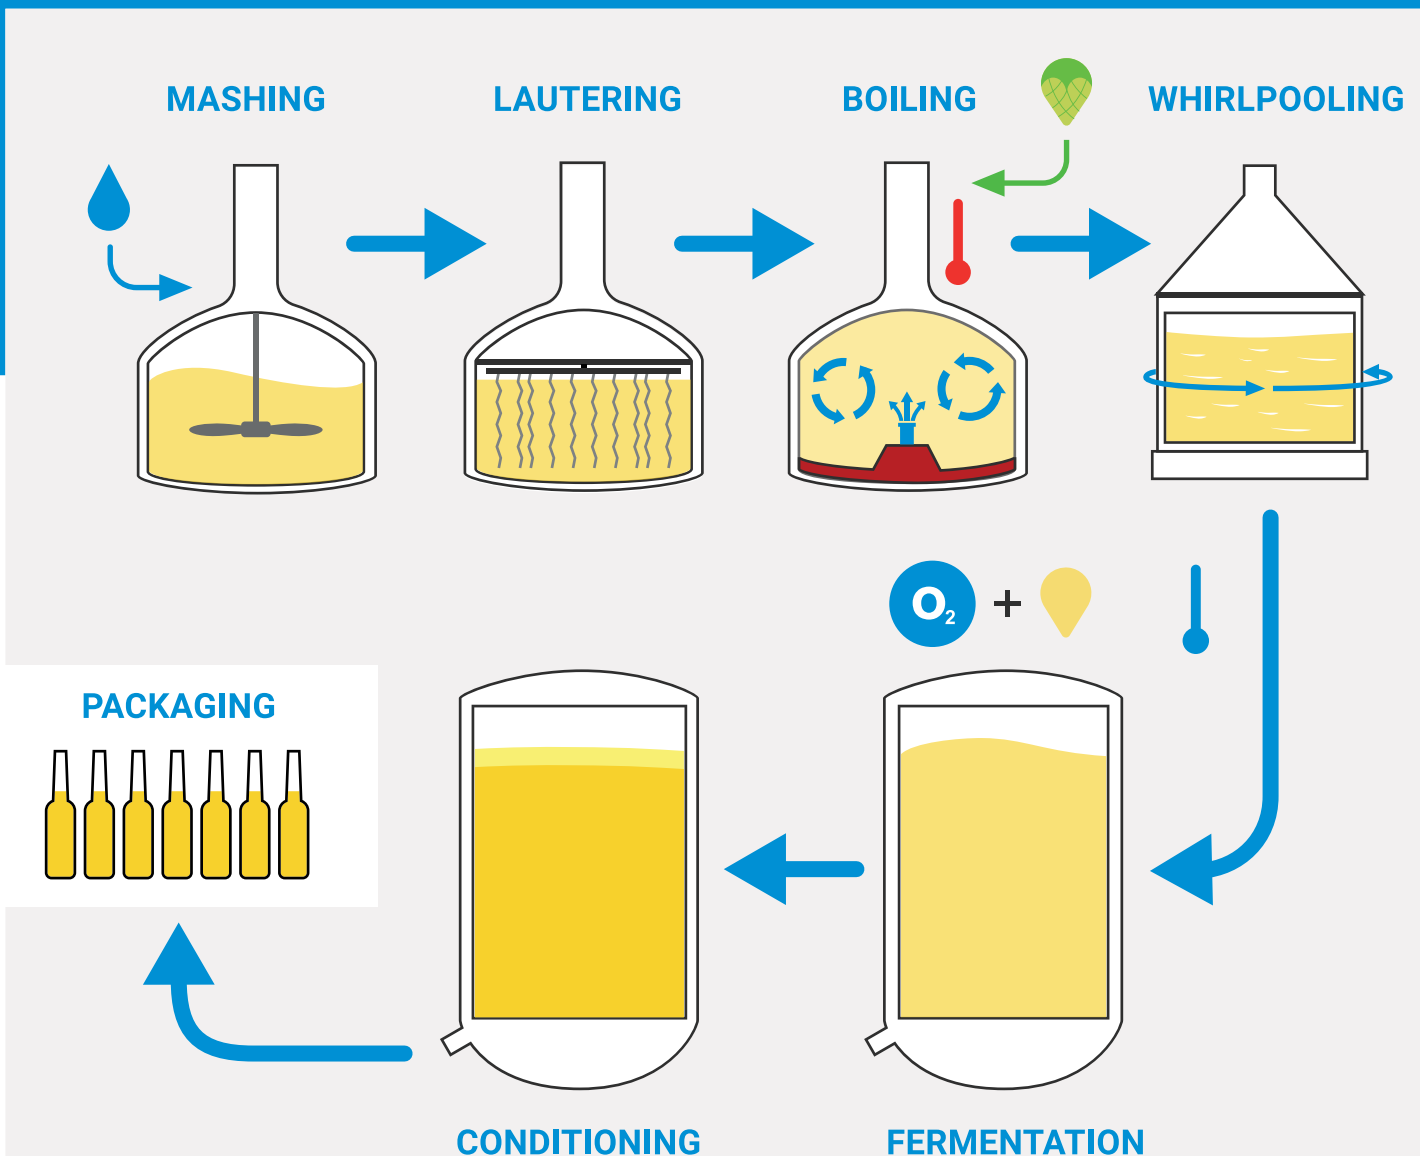 MASHING
LAUTERING
BOILING
WHIRLPOOLING
O₂ +
PACKAGING
CONDITIONING
FERMENTATION